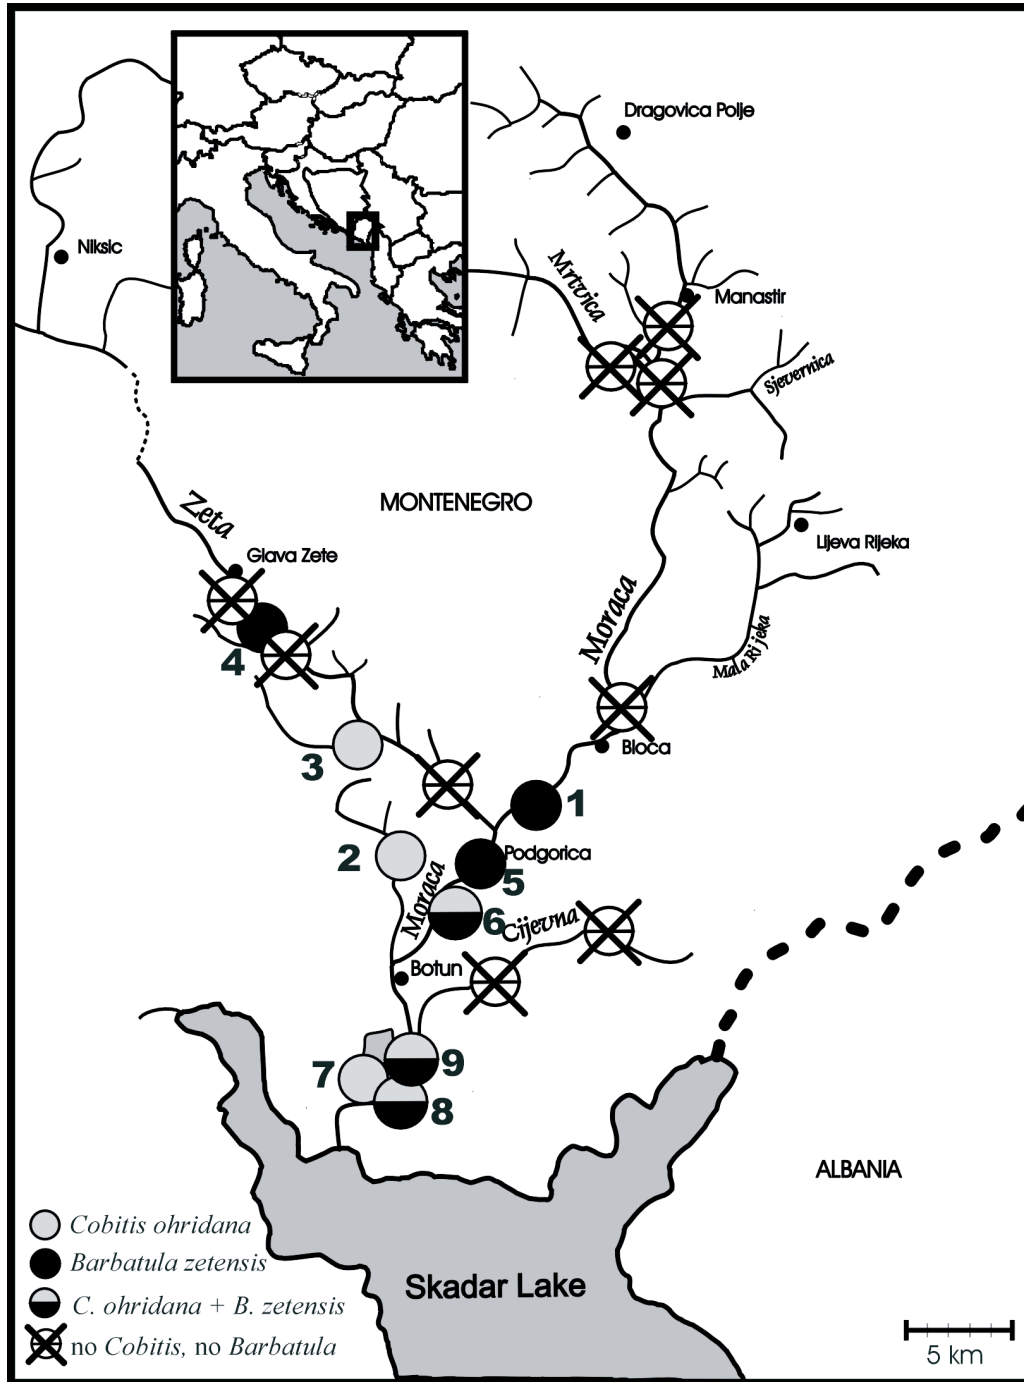 Dragovica Polje
Niksic
Mrtvica
Manastir
Sjevernica
MONTENEGRO
Zeta
Lijeva Rijeka
Glava Zete
Moraca
Mala Rijeka
4
Bloca
3
1
2
Podgorica
5
Moraca
6
Cijevna
Botun
9
7
8
ALBANIA
Cobitis ohridana
Barbatula zetensis
Skadar Lake
C. ohridana + B. zetensis
no Cobitis, no Barbatula
5 km